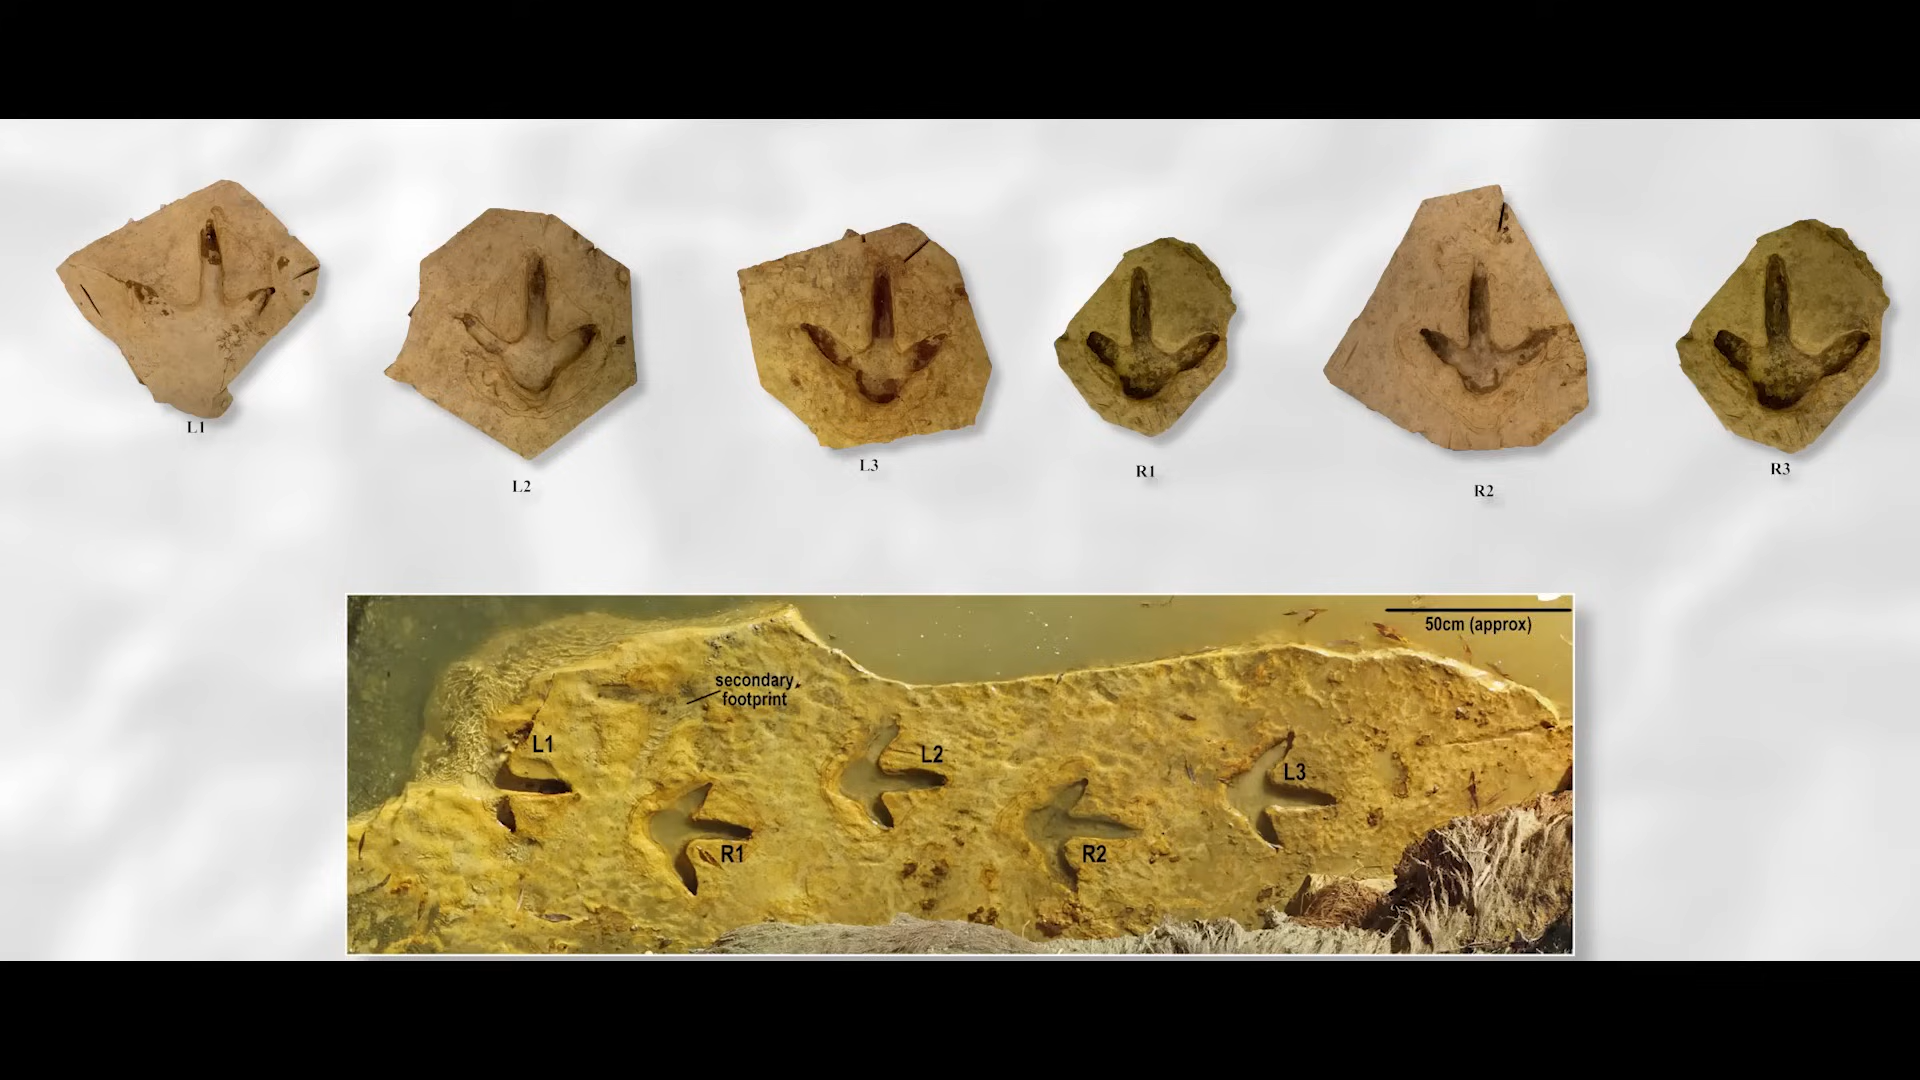 L1
L2
L3
R1
R2
R3
50cm (approx)
secondary
footprint
L1
L2
L3
R1
R2